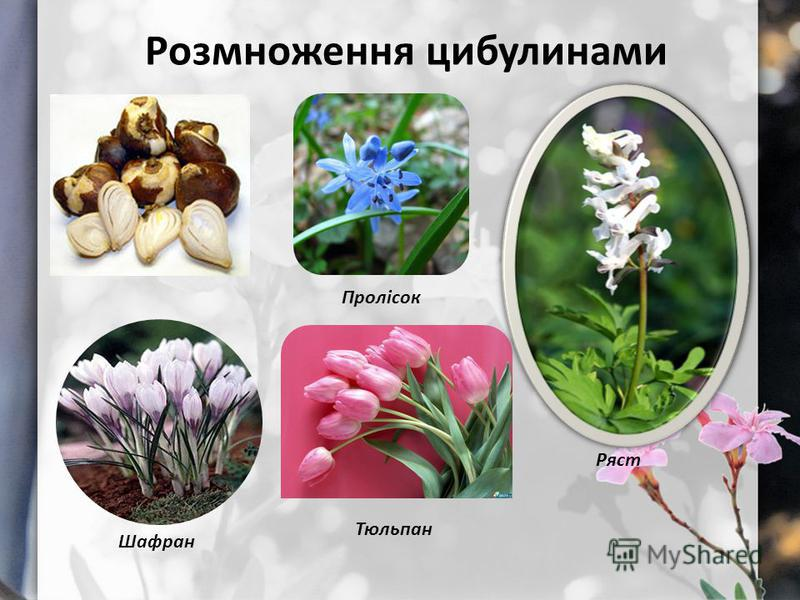 Розмноження цибулинами
Пролісок
Ряст
Шафран
Тюльпан
MyShared